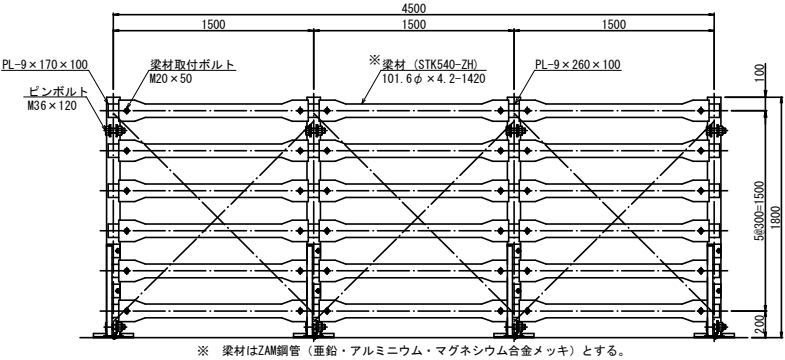 4500
1500
1500
1500
PL-9×170×100
梁材取付ボルト
M20×50
※梁材（STK540-ZH）
101.6φ×4.2-1420
PL-9×260×100
ピンボルト
M36×120
100
5@300=1500
1800
200
※ 梁材はZAM鋼管（亜鉛・アルミニウム・マグネシウム合金メッキ）とする。